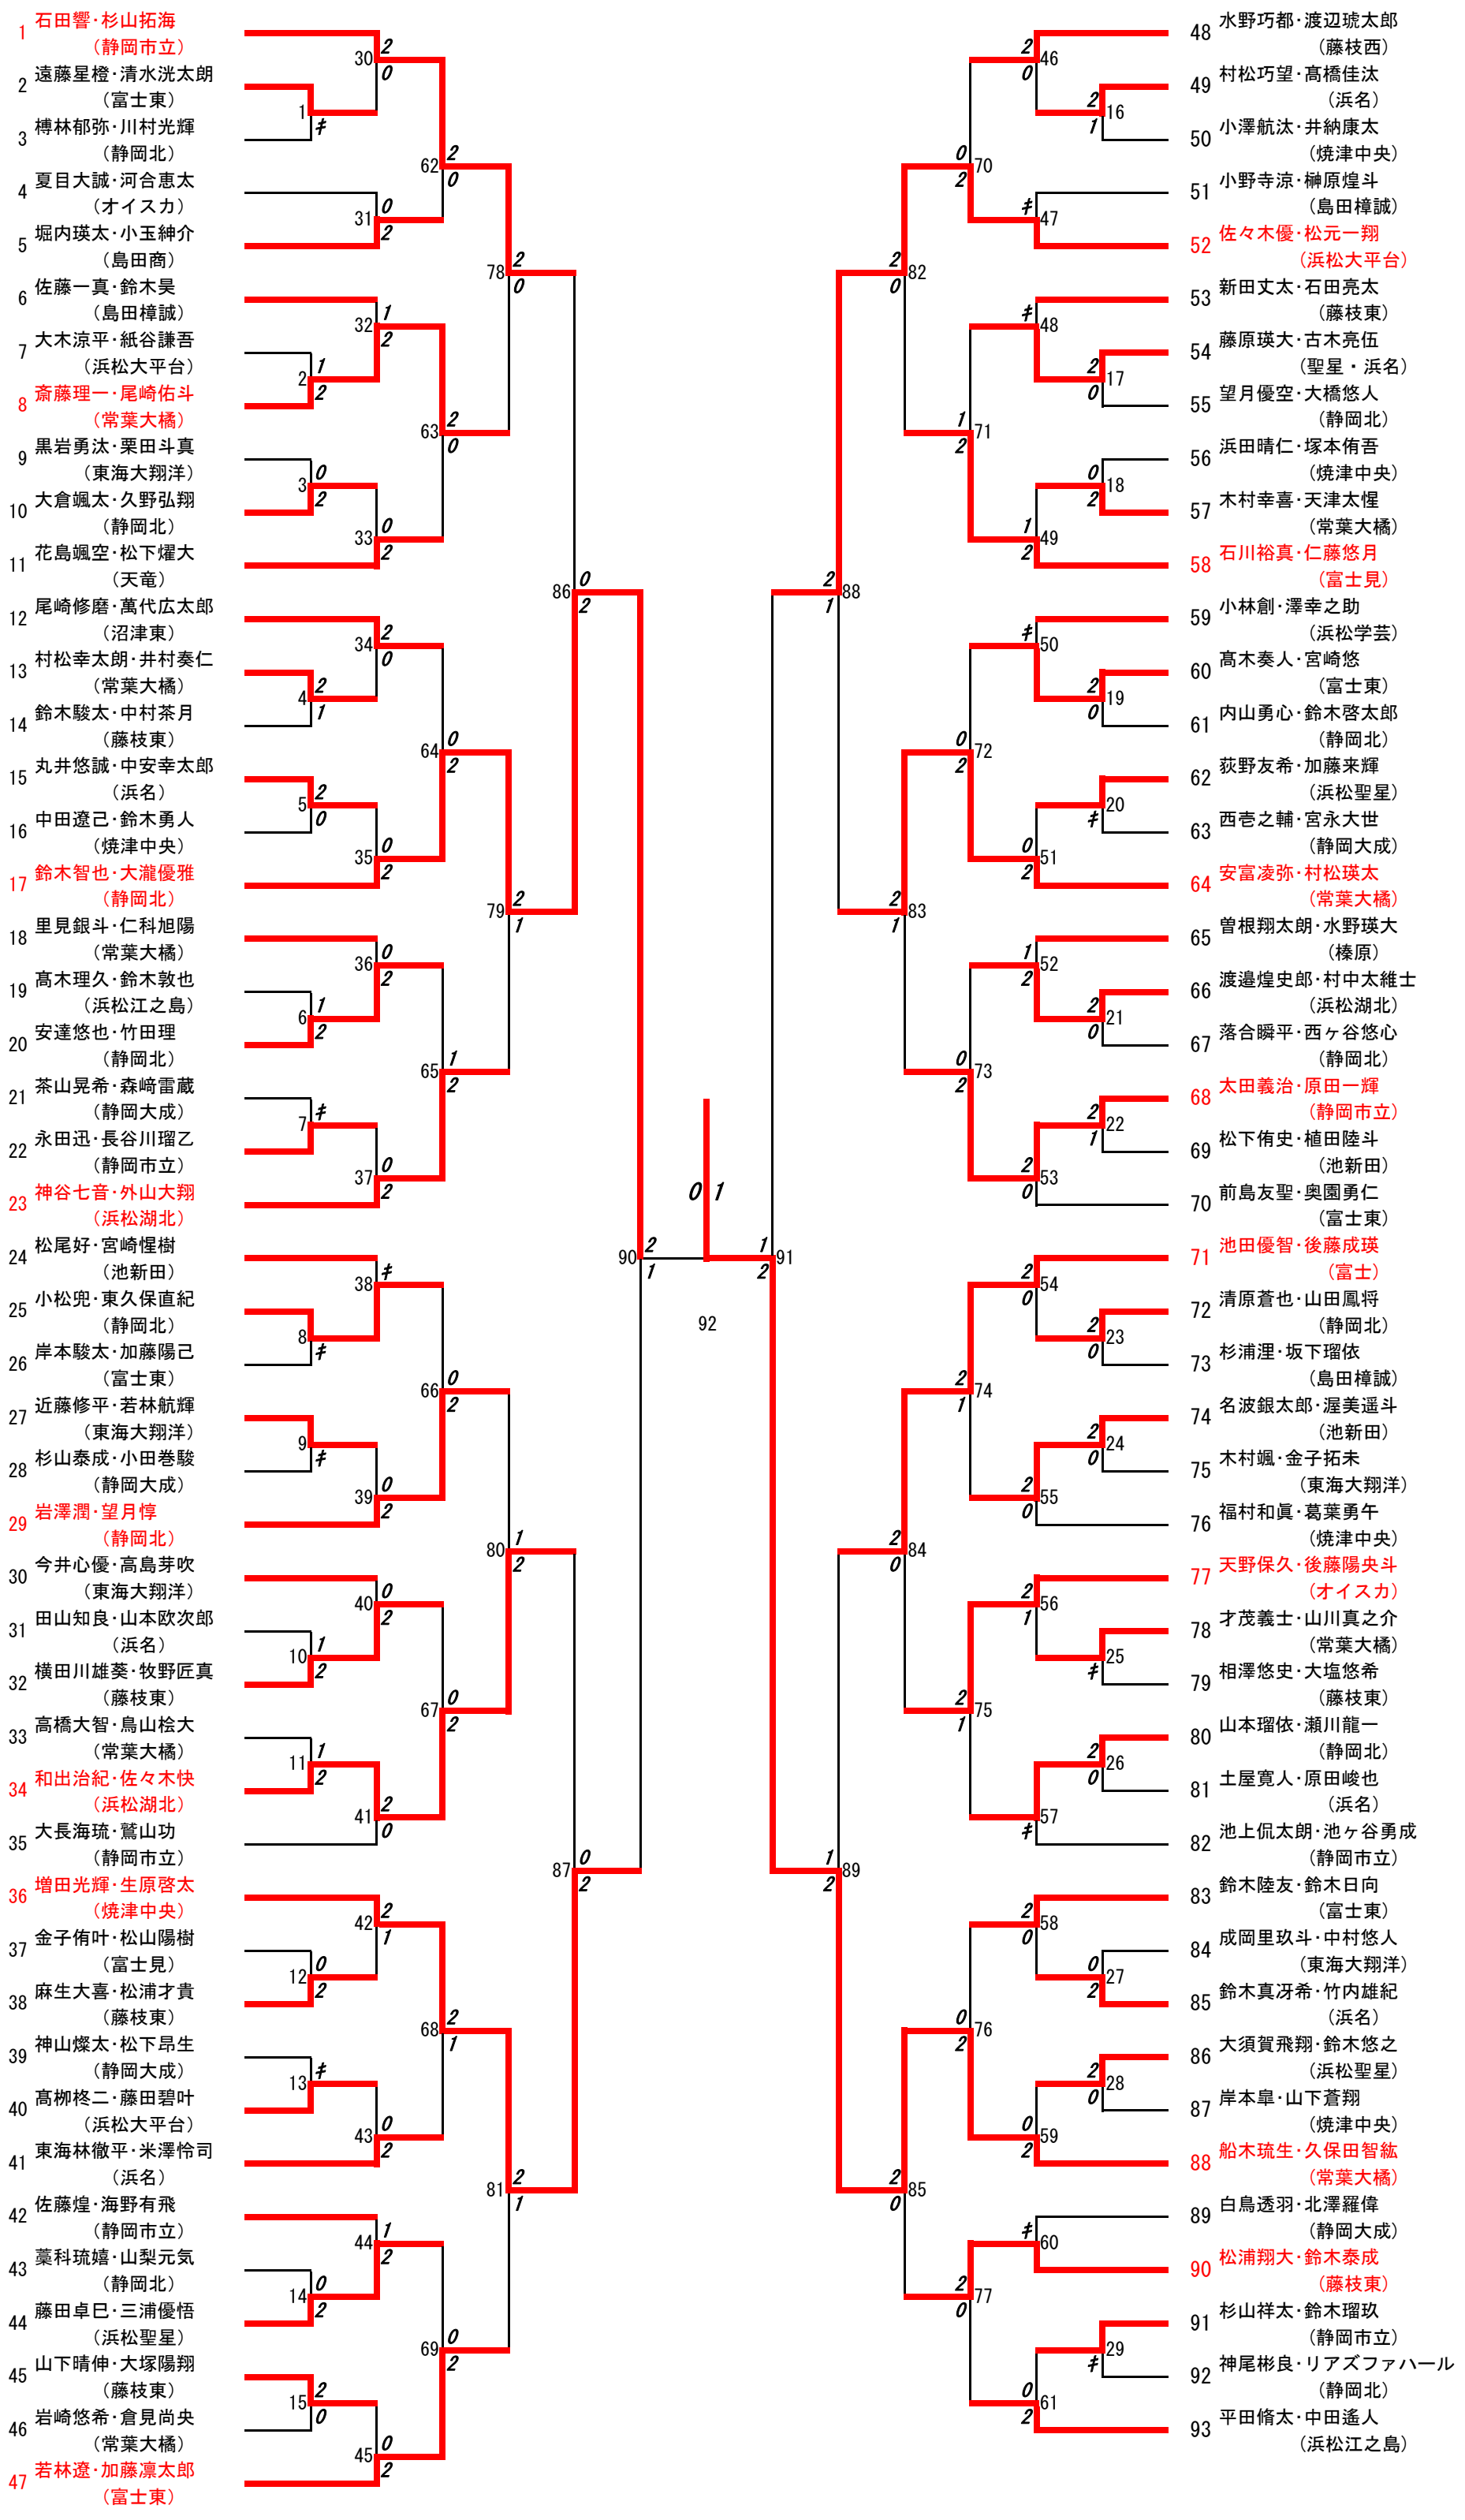 1 石田響・杉山拓海
（静岡市立）
2 遠藤星橙・清水洸太朗
（富士東）
3 榑林郁弥・川村光輝
（静岡北）
4 夏目大誠・河合恵太
（オイスカ）
5 堀内瑛太・小玉紳介
（島田商）
6 佐藤一真・鈴木昊
（島田樟誠）
7 大木涼平・紙谷謙吾
（浜松大平台）
8 斎藤理一・尾崎佑斗
（常葉大橘）
9 黒岩勇汰・栗田斗真
（東海大翔洋）
10 大倉颯太・久野弘翔
（静岡北）
11 花島颯空・松下燿大
（天竜）
12 尾崎修磨・萬代広太郎
（沼津東）
13 村松幸太朗・井村奏仁
（常葉大橘）
14 鈴木駿太・中村茶月
（藤枝東）
15 丸井悠誠・中安幸太郎
（浜名）
16 中田遼己・鈴木勇人
（焼津中央）
17 鈴木智也・大瀧優雅
（静岡北）
18 里見銀斗・仁科旭陽
（常葉大橘）
19 髙木理久・鈴木敦也
（浜松江之島）
20 安達悠也・竹田理
（静岡北）
21 茶山晃希・森﨑雷蔵
（静岡大成）
22 永田迅・長谷川瑠乙
（静岡市立）
23 神谷七音・外山大翔
（浜松湖北）
24 松尾好・宮崎惺樹
（池新田）
25 小松兜・東久保直紀
（静岡北）
26 岸本駿太・加藤陽己
（富士東）
27 近藤修平・若林航輝
（東海大翔洋）
28 杉山泰成・小田巻駿
（静岡大成）
29 岩澤潤・望月惇
（静岡北）
30 今井心優・高島芽吹
（東海大翔洋）
31 田山知良・山本欧次郎
（浜名）
32 横田川雄葵・牧野匠真
（藤枝東）
33 高橋大智・鳥山桧大
（常葉大橘）
34 和出治紀・佐々木快
（浜松湖北）
35 大長海琉・鷲山功
（静岡市立）
36 増田光輝・生原啓太
（焼津中央）
37 金子侑叶・松山陽樹
（富士見）
38 麻生大喜・松浦才貴
（藤枝東）
39 神山燦太・松下昂生
（静岡大成）
40 髙栁柊二・藤田碧叶
（浜松大平台）
41 東海林徹平・米澤怜司
（浜名）
42 佐藤煌・海野有飛
（静岡市立）
43 藁科琉嬉・山梨元気
（静岡北）
44 藤田卓巳・三浦優悟
（浜松聖星）
45 山下晴伸・大塚陽翔
（藤枝東）
46 岩崎悠希・倉見尚央
（常葉大橘）
47 若林遼・加藤凛太郎
（富士東）
48 水野巧都・渡辺琥太郎
（藤枝西）
49 村松巧望・髙橋佳汰
（浜名）
50 小澤航汰・井納康太
（焼津中央）
51 小野寺涼・榊原煌斗
（島田樟誠）
52 佐々木優・松元一翔
（浜松大平台）
53 新田丈太・石田亮太
（藤枝東）
54 藤原瑛大・古木亮伍
（聖星・浜名）
55 望月優空・大橋悠人
（静岡北）
56 浜田晴仁・塚本侑吾
（焼津中央）
57 木村幸喜・天津太惺
（常葉大橘）
58 石川裕真・仁藤悠月
（富士見）
59 小林創・澤幸之助
（浜松学芸）
60 髙木奏人・宮崎悠
（富士東）
61 内山勇心・鈴木啓太郎
（静岡北）
62 荻野友希・加藤来輝
（浜松聖星）
63 西壱之輔・宮永大世
（静岡大成）
64 安富凌弥・村松瑛太
（常葉大橘）
65 曽根翔太朗・水野瑛大
（榛原）
66 渡邉煌史郎・村中太維士
（浜松湖北）
67 落合瞬平・西ヶ谷悠心
（静岡北）
68 太田義治・原田一輝
（静岡市立）
69 松下侑史・植田陸斗
（池新田）
70 前島友聖・奥園勇仁
（富士東）
71 池田優智・後藤成瑛
（富士）
72 清原蒼也・山田鳳将
（静岡北）
73 杉浦浬・坂下瑠依
（島田樟誠）
74 名波銀太郎・渥美遥斗
（池新田）
75 木村颯・金子拓未
（東海大翔洋）
76 福村和眞・葛葉勇午
（焼津中央）
77 天野保久・後藤陽央斗
（オイスカ）
78 才茂義士・山川真之介
（常葉大橘）
79 相澤悠史・大塩悠希
（藤枝東）
80 山本瑠依・瀬川龍一
（静岡北）
81 土屋寛人・原田峻也
（浜名）
82 池上侃太朗・池ヶ谷勇成
（静岡市立）
83 鈴木陸友・鈴木日向
（富士東）
84 成岡里玖斗・中村悠人
（東海大翔洋）
85 鈴木真冴希・竹内雄紀
（浜名）
86 大須賀飛翔・鈴木悠之
（浜松聖星）
87 岸本皐・山下蒼翔
（焼津中央）
88 船木琉生・久保田智紘
（常葉大橘）
89 白鳥透羽・北澤羅偉
（静岡大成）
90 松浦翔大・鈴木泰成
（藤枝東）
91 杉山祥太・鈴木瑠玖
（静岡市立）
92 神尾彬良・リアズファハール
（静岡北）
93 平田脩太・中田遙人
（浜松江之島）
0 1
90 2 1
1 2 91
92